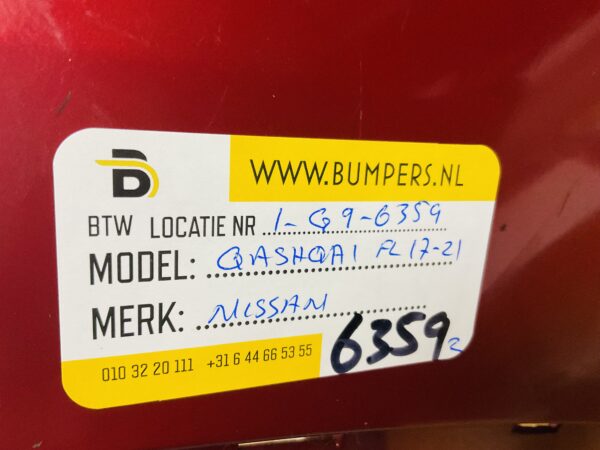 B
WWW.BUMPERS.NL
BTW LOCATIE NR 1-G9-6359
MODEL: QASHQAI FL 17-21
MERK: NISSAN
6359 2
010 32 20 111 +31 6 44 66 53 55